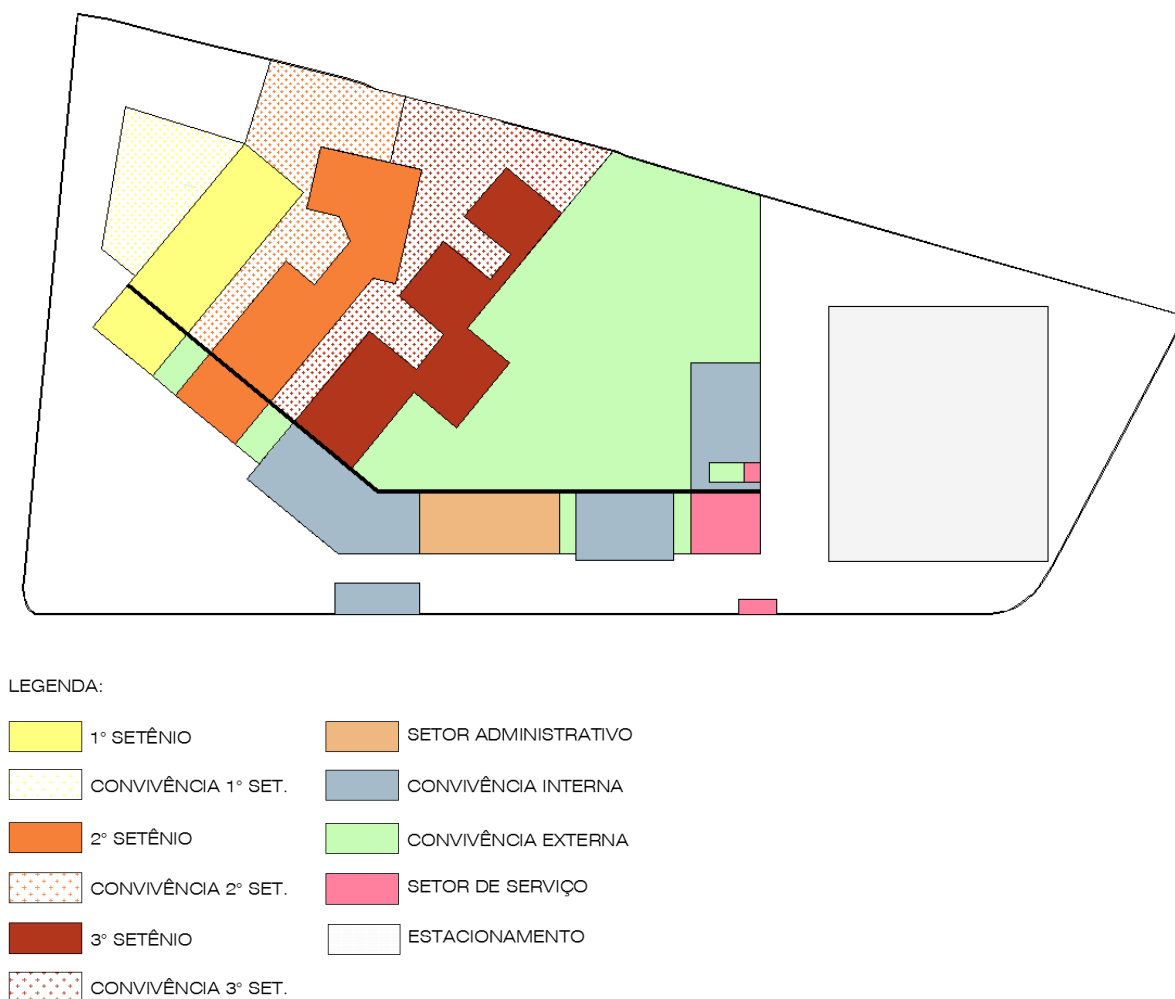 LEGENDA:
1° SETÊNIO
CONVIVÊNCIA 1° SET.
2° SETÊNIO
CONVIVÊNCIA 2° SET.
3° SETÊNIO
CONVIVÊNCIA 3° SET.
SETOR ADMINISTRATIVO
CONVIVÊNCIA INTERNA
CONVIVÊNCIA EXTERNA
SETOR DE SERVIÇO
ESTACIONAMENTO